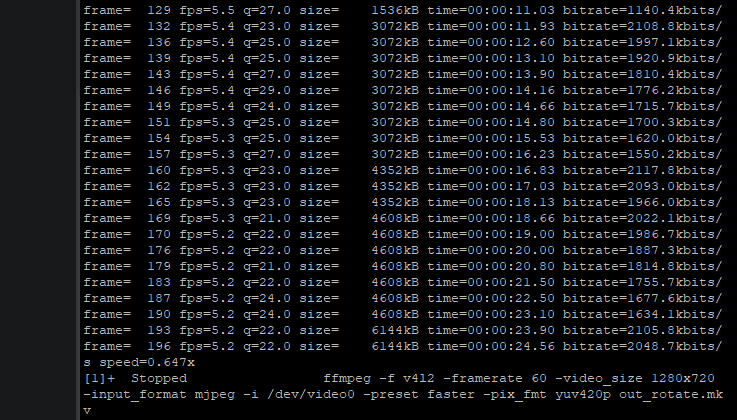 frame=  129 fps=5.5 q=27.0 size=    1536kB time=00:00:11.03 bitrate=1140.4kbits/
frame=  132 fps=5.4 q=23.0 size=    3072kB time=00:00:11.93 bitrate=2108.8kbits/
frame=  136 fps=5.4 q=25.0 size=    3072kB time=00:00:12.60 bitrate=1997.1kbits/
frame=  139 fps=5.4 q=25.0 size=    3072kB time=00:00:13.10 bitrate=1920.9kbits/
frame=  143 fps=5.4 q=27.0 size=    3072kB time=00:00:13.90 bitrate=1810.4kbits/
frame=  146 fps=5.4 q=29.0 size=    3072kB time=00:00:14.16 bitrate=1776.2kbits/
frame=  149 fps=5.4 q=24.0 size=    3072kB time=00:00:14.66 bitrate=1715.7kbits/
frame=  151 fps=5.3 q=25.0 size=    3072kB time=00:00:14.80 bitrate=1700.3kbits/
frame=  154 fps=5.3 q=25.0 size=    3072kB time=00:00:15.53 bitrate=1620.0kbits/
frame=  157 fps=5.3 q=27.0 size=    3072kB time=00:00:16.23 bitrate=1550.2kbits/
frame=  160 fps=5.3 q=23.0 size=    4352kB time=00:00:16.83 bitrate=2117.8kbits/
frame=  162 fps=5.3 q=23.0 size=    4352kB time=00:00:17.03 bitrate=2093.0kbits/
frame=  165 fps=5.3 q=23.0 size=    4352kB time=00:00:18.13 bitrate=1966.0kbits/
frame=  169 fps=5.3 q=21.0 size=    4608kB time=00:00:18.66 bitrate=2022.1kbits/
frame=  170 fps=5.2 q=22.0 size=    4608kB time=00:00:19.00 bitrate=1986.7kbits/
frame=  176 fps=5.2 q=22.0 size=    4608kB time=00:00:20.00 bitrate=1887.3kbits/
frame=  179 fps=5.2 q=21.0 size=    4608kB time=00:00:20.80 bitrate=1814.8kbits/
frame=  183 fps=5.2 q=22.0 size=    4608kB time=00:00:21.50 bitrate=1755.7kbits/
frame=  187 fps=5.2 q=24.0 size=    4608kB time=00:00:22.50 bitrate=1677.6kbits/
frame=  190 fps=5.2 q=24.0 size=    4608kB time=00:00:23.10 bitrate=1634.1kbits/
frame=  193 fps=5.2 q=22.0 size=    6144kB time=00:00:23.90 bitrate=2105.8kbits/
frame=  196 fps=5.2 q=22.0 size=    6144kB time=00:00:24.56 bitrate=2048.7kbits/
s speed=0.647x
[1]+  Stopped                 ffmpeg -f v4l2 -framerate 60 -video_size 1280x720
-input_format mjpeg -i /dev/video0 -preset faster -pix_fmt yuv420p out_rotate.mk
v